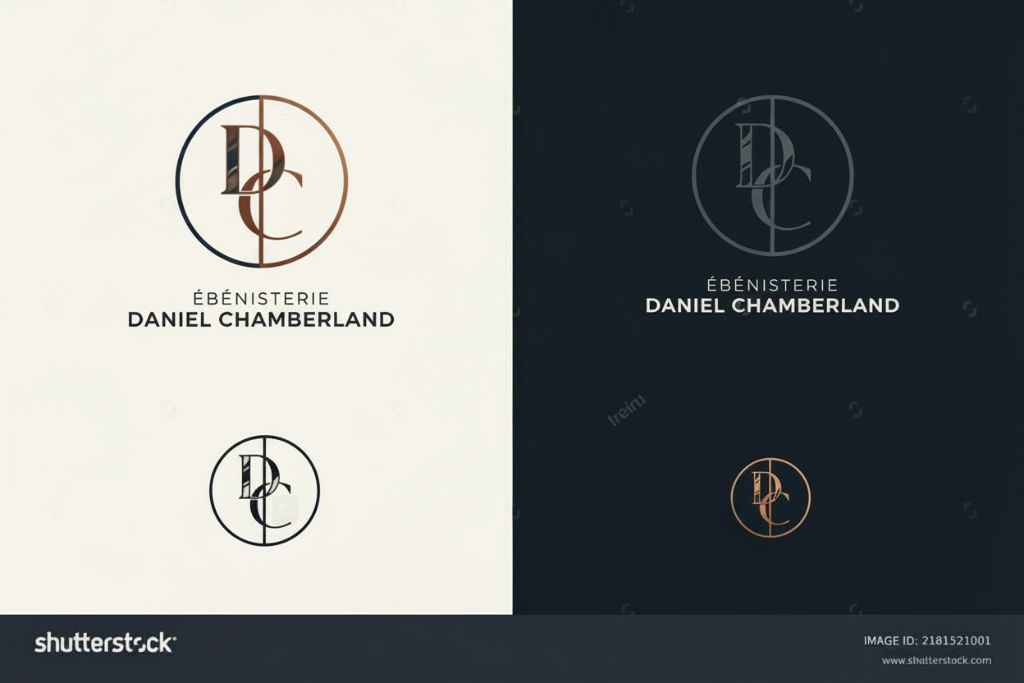 DC
ÉBÉNISTERIE
DANIEL CHAMBERLAND
DC
DC
ÉBÉNISTERIE
DANIEL CHAMBERLAND
DC
shutterstock
IMAGE ID: 2181521001
www.shutterstock.com